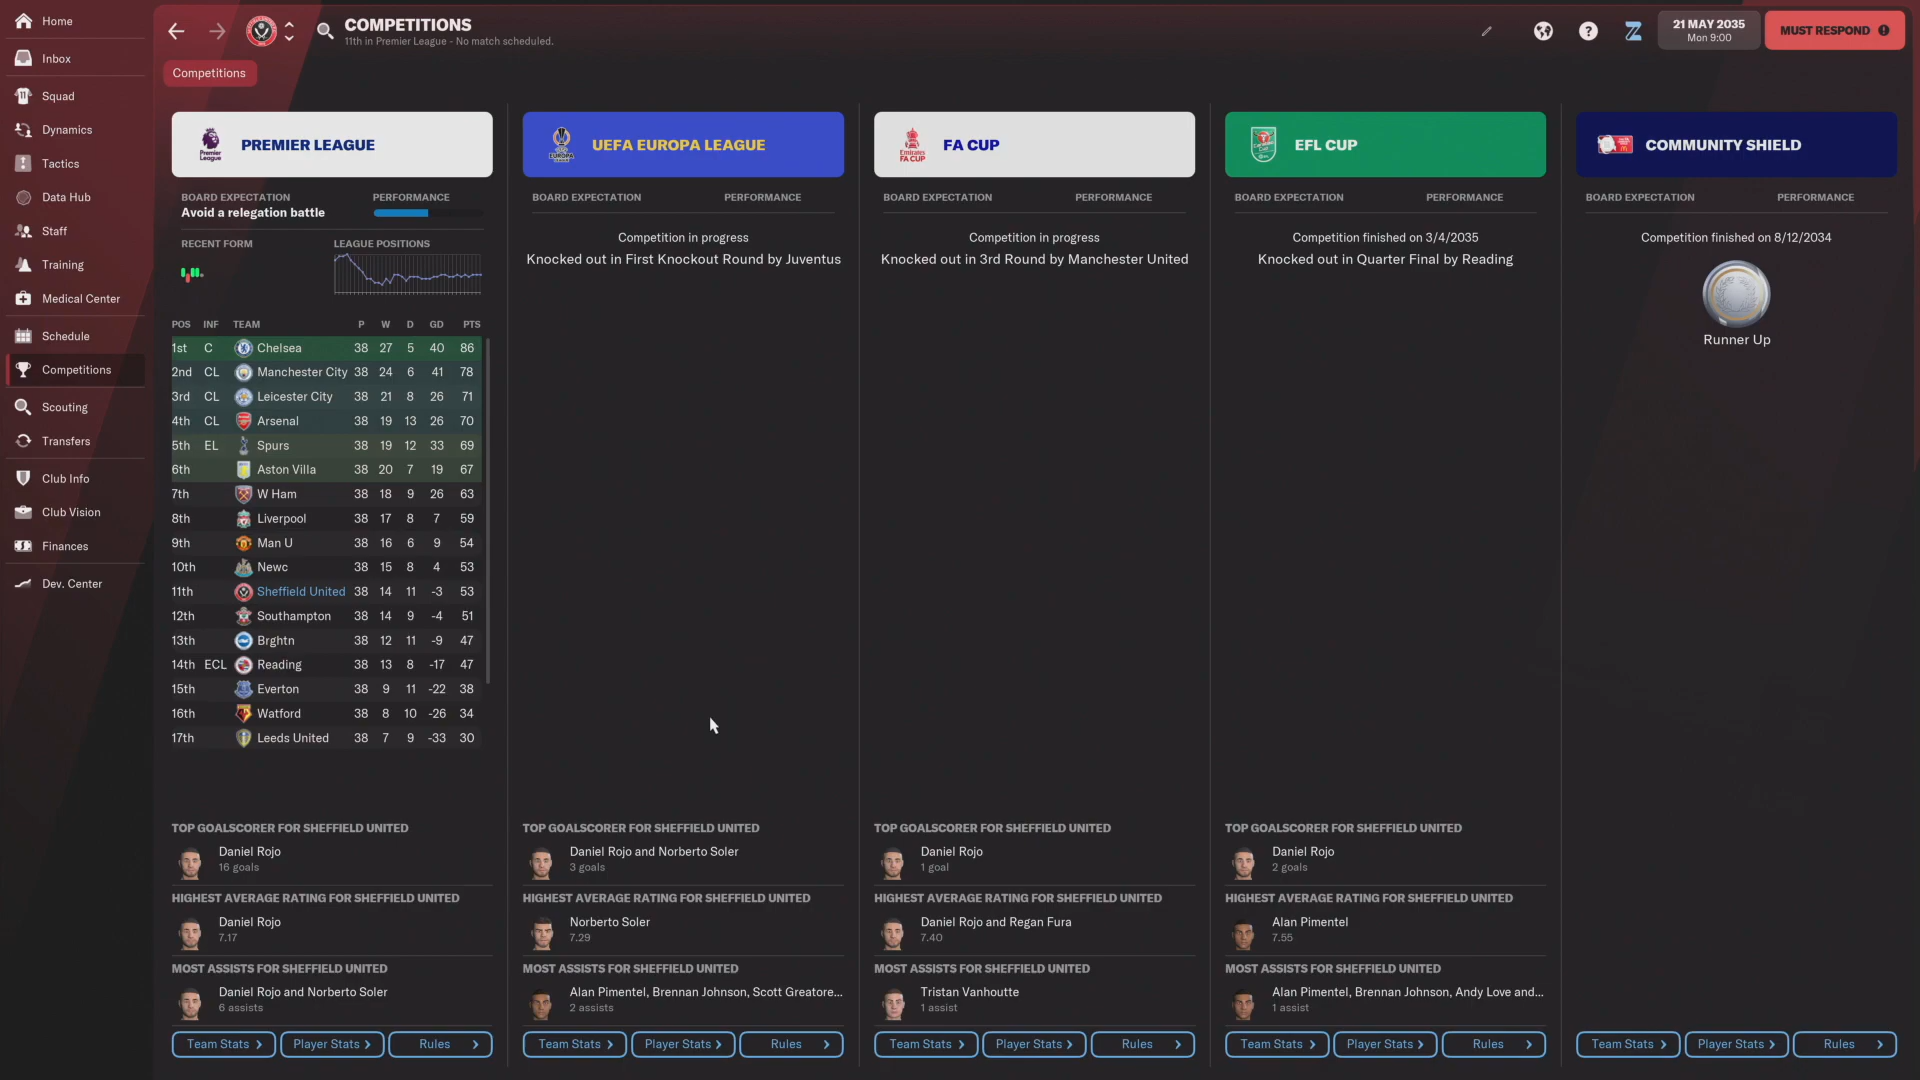 Home
Inbox
Squad
Dynamics
Tactics
Data Hub
Staff
Training
Medical Center
Schedule
Competitions
Scouting
Transfers
Club Info
Club Vision
Finances
Dev. Center
COMPETITIONS
11th in Premier League - No match scheduled.
21 MAY 2035
Mon 9:00
MUST RESPOND
Competitions
Premier League
PREMIER LEAGUE
BOARD EXPECTATION PERFORMANCE
Avoid a relegation battle
RECENT FORM LEAGUE POSITIONS
POS INF TEAM P W D GD PTS
1st C Chelsea 38 27 5 40 86
2nd CL Manchester City 38 24 6 41 78
3rd CL Leicester City 38 21 8 26 71
4th CL Arsenal 38 19 13 26 70
5th EL Spurs 38 19 12 33 69
6th Aston Villa 38 20 7 19 67
7th W Ham 38 18 9 26 63
8th Liverpool 38 17 8 7 59
9th Man U 38 16 6 9 54
10th Newc 38 15 8 4 53
11th Sheffield United 38 14 11 -3 53
12th Southampton 38 14 9 -4 51
13th Brghtn 38 12 11 -9 47
14th ECL Reading 38 13 8 -17 47
15th Everton 38 9 11 -22 38
16th Watford 38 8 10 -26 34
17th Leeds United 38 7 9 -33 30
TOP GOALSCORER FOR SHEFFIELD UNITED
Daniel Rojo
16 goals
HIGHEST AVERAGE RATING FOR SHEFFIELD UNITED
Daniel Rojo
7.17
MOST ASSISTS FOR SHEFFIELD UNITED
Daniel Rojo and Norberto Soler
6 assists
Team Stats Player Stats Rules
EUROPA
UEFA EUROPA LEAGUE
BOARD EXPECTATION PERFORMANCE
Competition in progress
Knocked out in First Knockout Round by Juventus
TOP GOALSCORER FOR SHEFFIELD UNITED
Daniel Rojo and Norberto Soler
3 goals
HIGHEST AVERAGE RATING FOR SHEFFIELD UNITED
Norberto Soler
7.29
MOST ASSISTS FOR SHEFFIELD UNITED
Alan Pimentel, Brennan Johnson, Scott Greatore...
2 assists
Team Stats Player Stats Rules
Emirates
FA CUP
FA CUP
BOARD EXPECTATION PERFORMANCE
Competition in progress
Knocked out in 3rd Round by Manchester United
TOP GOALSCORER FOR SHEFFIELD UNITED
Daniel Rojo
1 goal
HIGHEST AVERAGE RATING FOR SHEFFIELD UNITED
Daniel Rojo and Regan Fura
7.40
MOST ASSISTS FOR SHEFFIELD UNITED
Tristan Vanhoutte
1 assist
Team Stats Player Stats Rules
EFL CUP
BOARD EXPECTATION PERFORMANCE
Competition finished on 3/4/2035
Knocked out in Quarter Final by Reading
TOP GOALSCORER FOR SHEFFIELD UNITED
Daniel Rojo
2 goals
HIGHEST AVERAGE RATING FOR SHEFFIELD UNITED
Alan Pimentel
7.55
MOST ASSISTS FOR SHEFFIELD UNITED
Alan Pimentel, Brennan Johnson, Andy Love and...
1 assist
Team Stats Player Stats Rules
COMMUNITY SHIELD
BOARD EXPECTATION PERFORMANCE
Competition finished on 8/12/2034
Runner Up
Team Stats Player Stats Rules